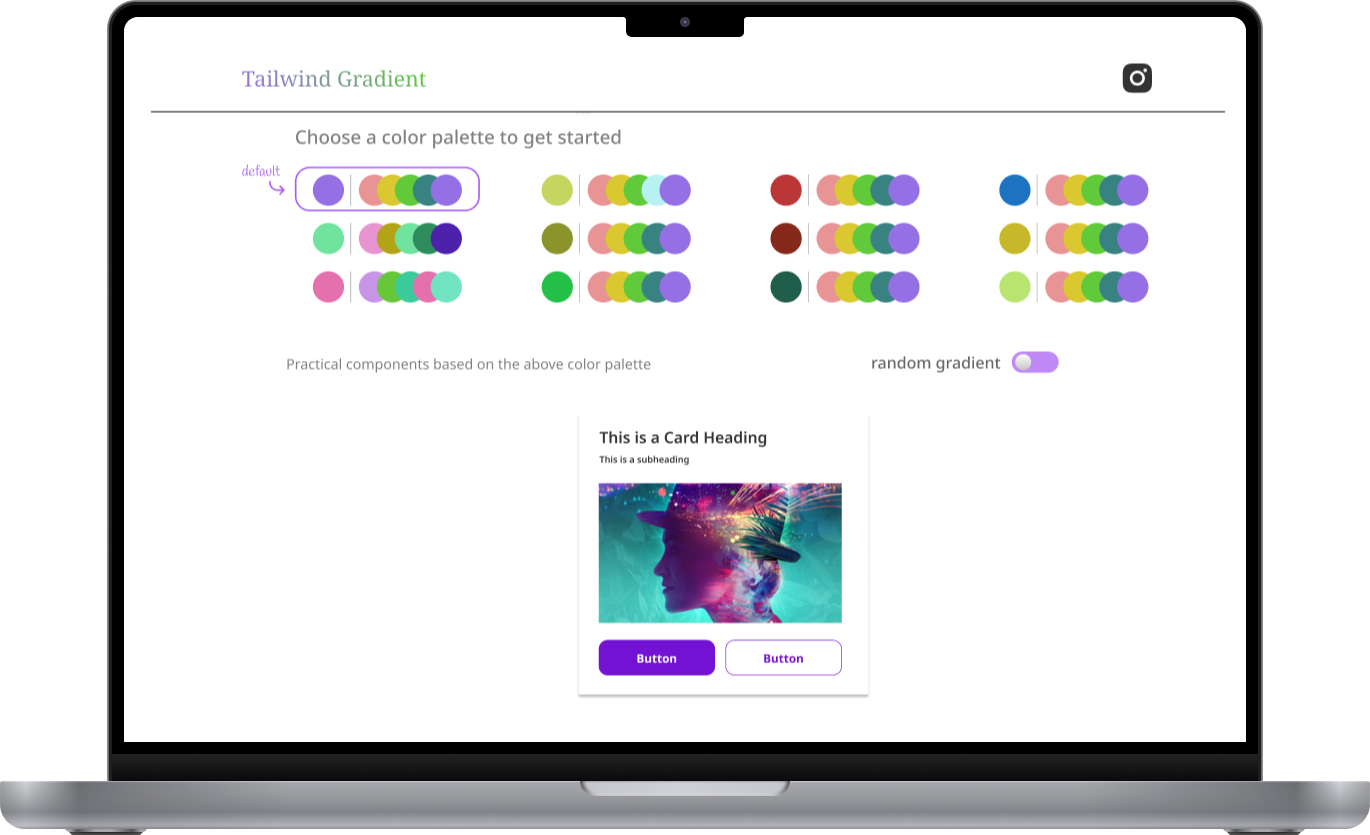 Tailwind Gradient
Choose a color palette to get started
default
Practical components based on the above color palette
random gradient
This is a Card Heading
This is a subheading
Button
Button